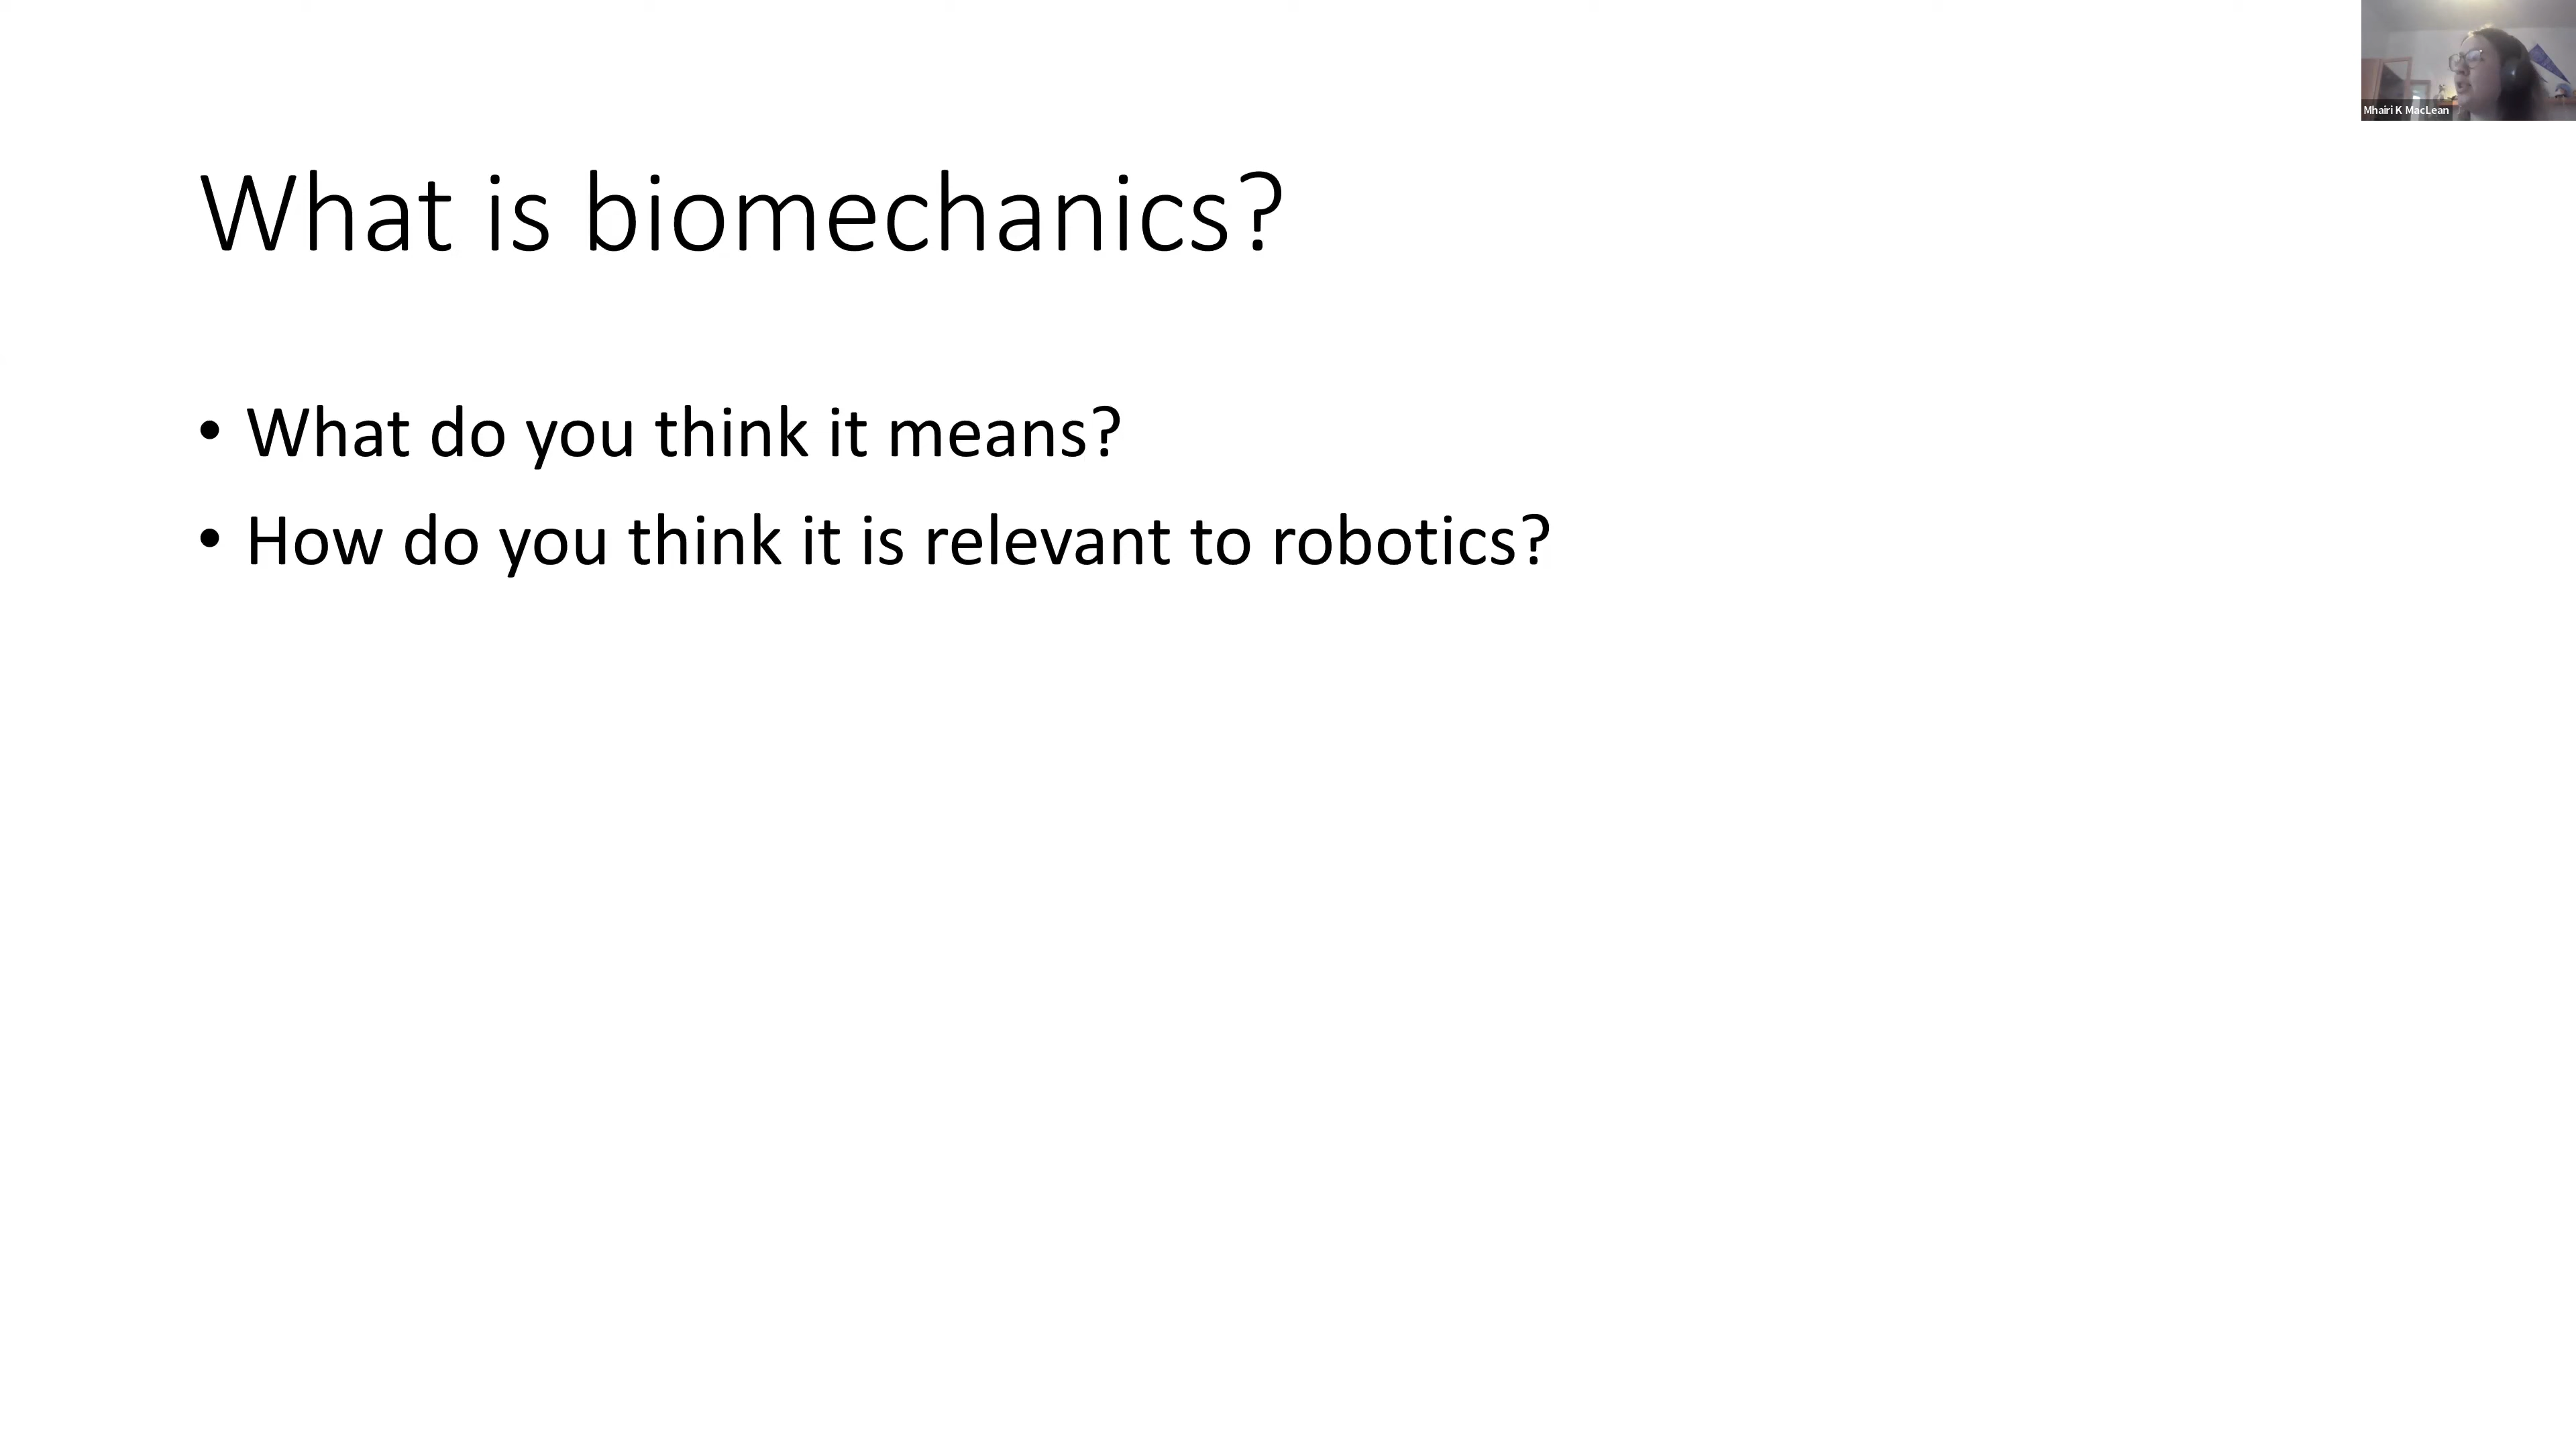 Mhairi K MacLean
What is biomechanics?
• What do you think it means?
• How do you think it is relevant to robotics?